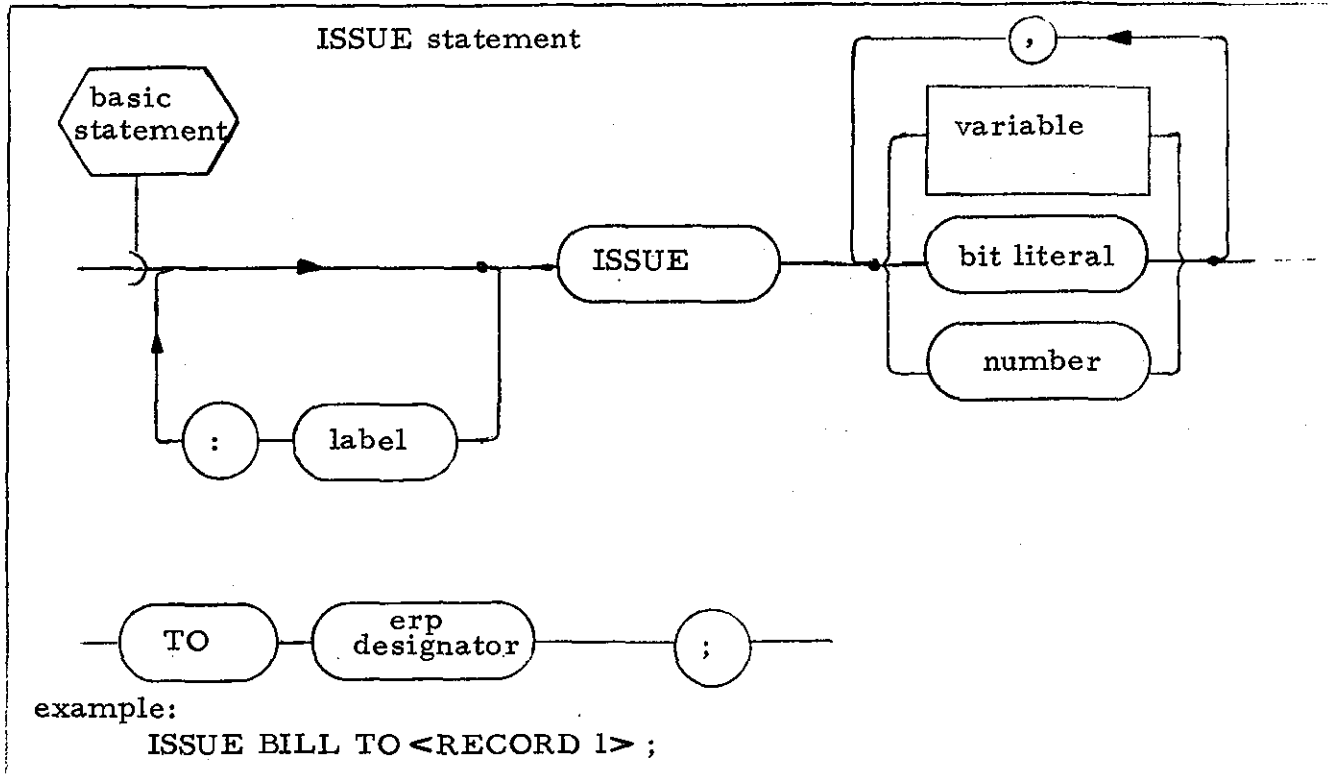 ISSUE statement
,
basic
statement
variable
ISSUE
bit literal
number
:
label
TO
erp
designator
;
example:
ISSUE BILL TO <RECORD 1> ;